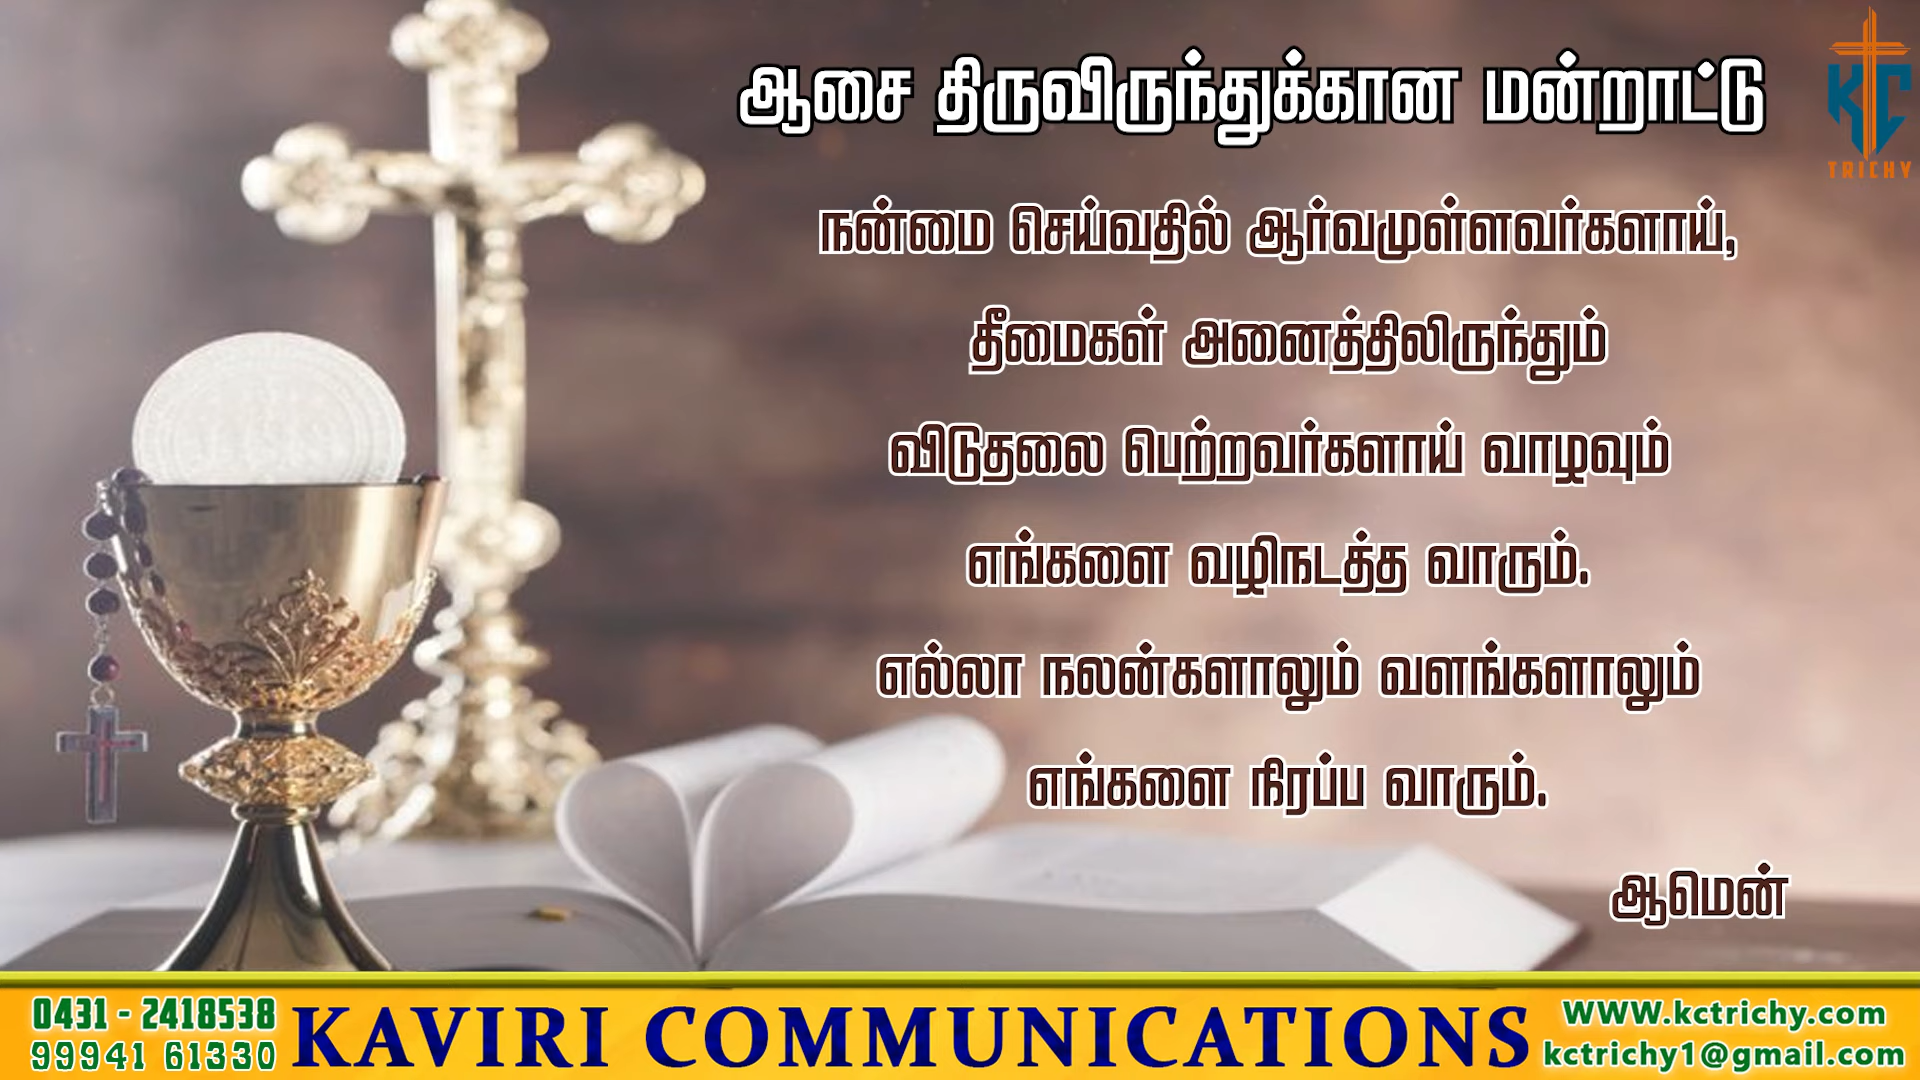 ஆசை திருவிருந்துக்கான மன்றாட்டு
KC
TRICHY
நன்மை செய்வதில் ஆர்வமுள்ளவர்களாய்,
தீமைகள் அனைத்திலிருந்தும்
விடுதலை பெற்றவர்களாய் வாழவும்
எங்களை வழிநடத்த வாரும்.
எல்லா நலன்களாலும் வளங்களாலும்
எங்களை நிரப்ப வாரும்.
ஆமென்
0431 - 2418538
99941 61330
KAVIRI COMMUNICATIONS
www.kctrichy.com
kctrichy1@gmail.com